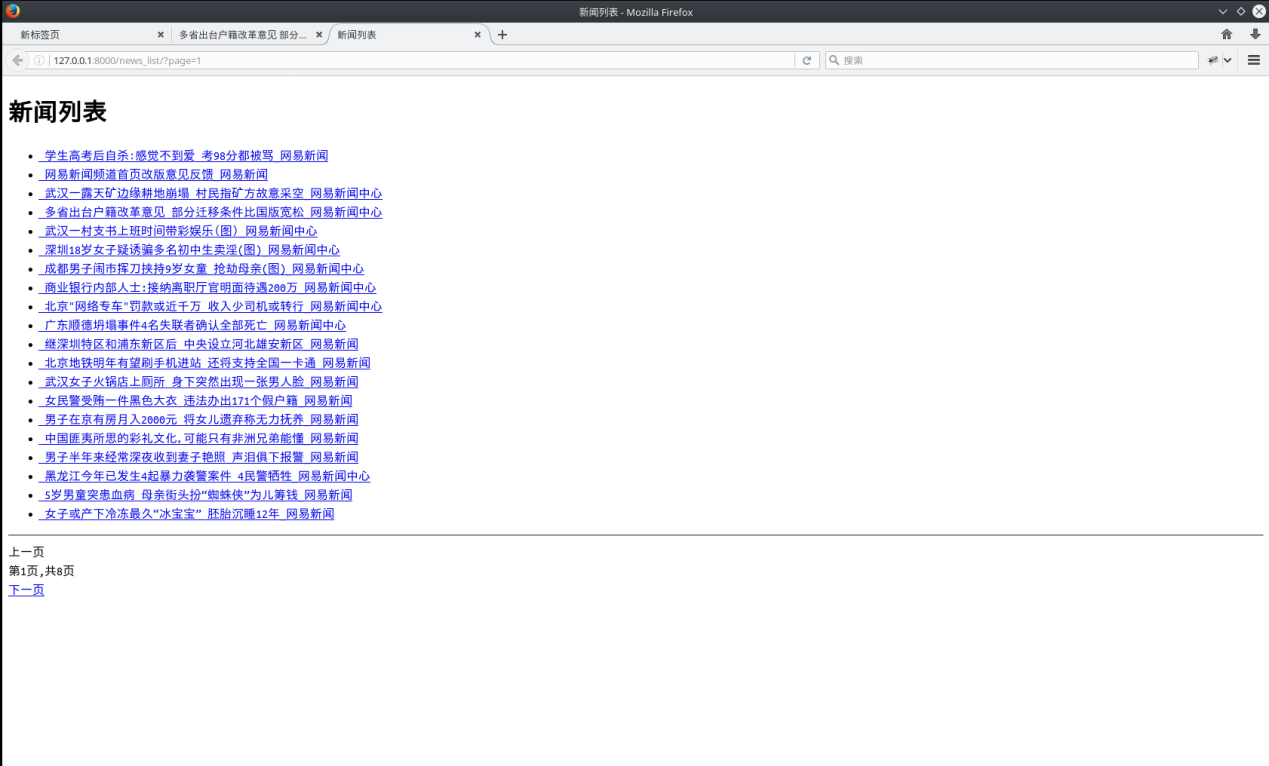 新闻列表 - Mozilla Firefox
新标签页
多省出台户籍改革意见 部分...
新闻列表
127.0.0.1:8000/news_list/?page=1
搜索
新闻列表
学生高考后自杀:感觉不到爱_考98分都被骂_网易新闻
网易新闻频道首页改版意见反馈_网易新闻
武汉一露天矿边缘耕地崩塌 村民指矿方故意采空_网易新闻中心
多省出台户籍改革意见 部分迁移条件比国版宽松_网易新闻中心
武汉一村支书上班时间带彩娱乐(图)_网易新闻中心
深圳18岁女子疑诱骗多名初中生卖淫(图)_网易新闻中心
成都男子闹市挥刀挟持9岁女童 抢劫母亲(图)_网易新闻中心
商业银行内部人士:接纳离职厅官明面待遇200万_网易新闻中心
北京"网络专车"罚款或近千万 收入少司机或转行_网易新闻中心
广东顺德坍塌事件4名失联者确认全部死亡_网易新闻中心
继深圳特区和浦东新区后 中央设立河北雄安新区_网易新闻
北京地铁明年有望刷手机进站 还将支持全国一卡通_网易新闻
武汉女子火锅店上厕所 身下突然出现一张男人脸_网易新闻
女民警受贿一件黑色大衣 违法办出171个假户籍_网易新闻
男子在京有房月入2000元 将女儿遗弃称无力抚养_网易新闻
中国匪夷所思的彩礼文化,可能只有非洲兄弟能懂_网易新闻
男子半年来经常深夜收到妻子艳照 声泪俱下报警_网易新闻
黑龙江今年已发生4起暴力袭警案件 4民警牺牲_网易新闻中心
5岁男童突患血病 母亲街头扮“蜘蛛侠”为儿筹钱_网易新闻
女子或产下冷冻最久“冰宝宝” 胚胎沉睡12年_网易新闻
上一页
第1页,共8页
下一页